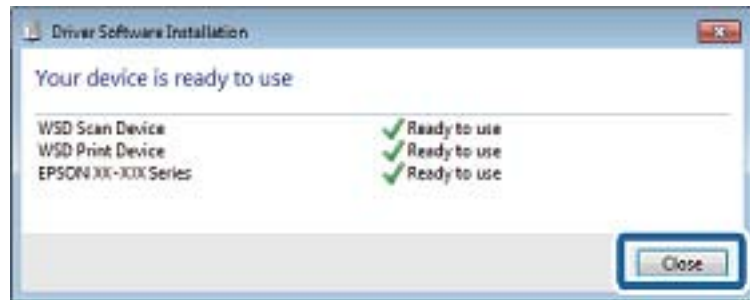 Driver Software Installation
Your device is ready to use
WSD Scan Device Ready to use
WSD Print Device Ready to use
EPSON XX-XXX Series Ready to use
Close